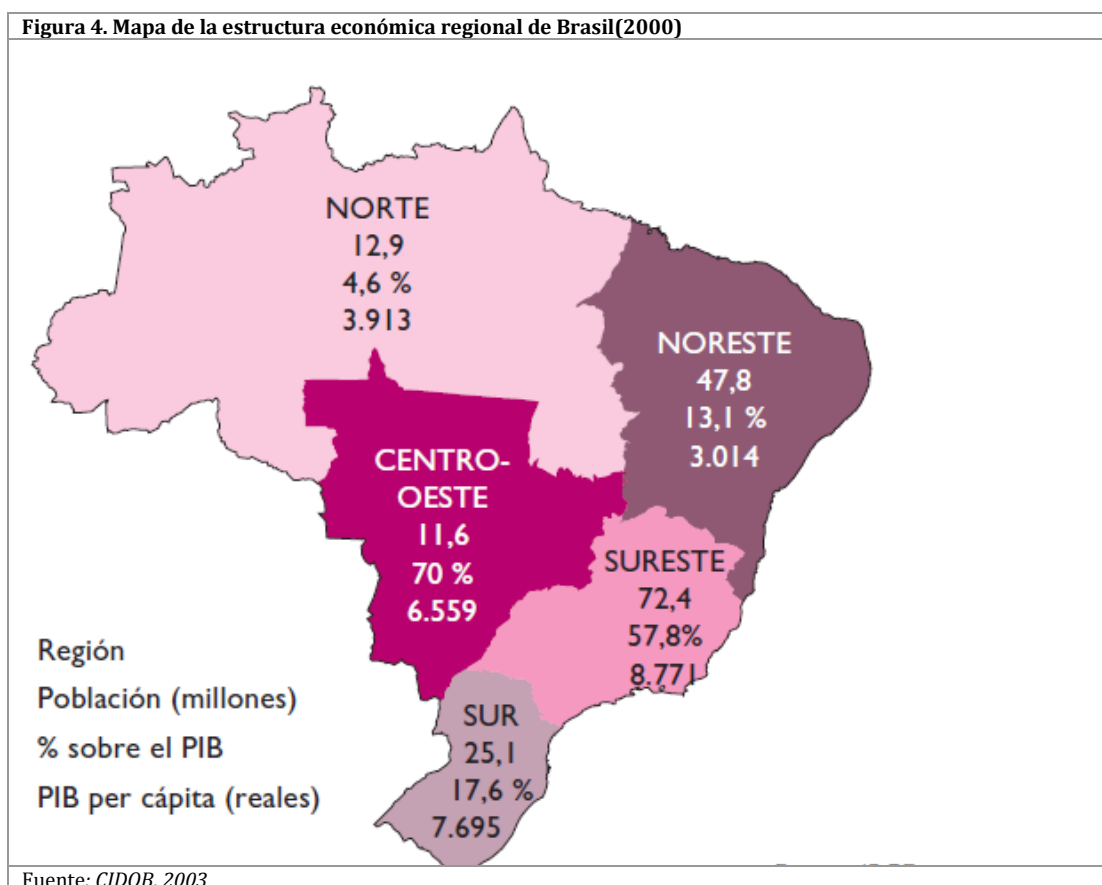 Figura 4. Mapa de la estructura económica regional de Brasil(2000)
NORTE
12,9
4,6 %
3.913
NORESTE
47,8
13,1 %
3.014
CENTRO-
OESTE
11,6
70 %
6.559
SURESTE
72,4
57,8%
8.771
SUR
25,1
17,6 %
7.695
Región
Población (millones)
% sobre el PIB
PIB per cápita (reales)
Fuente: CIDOB, 2003